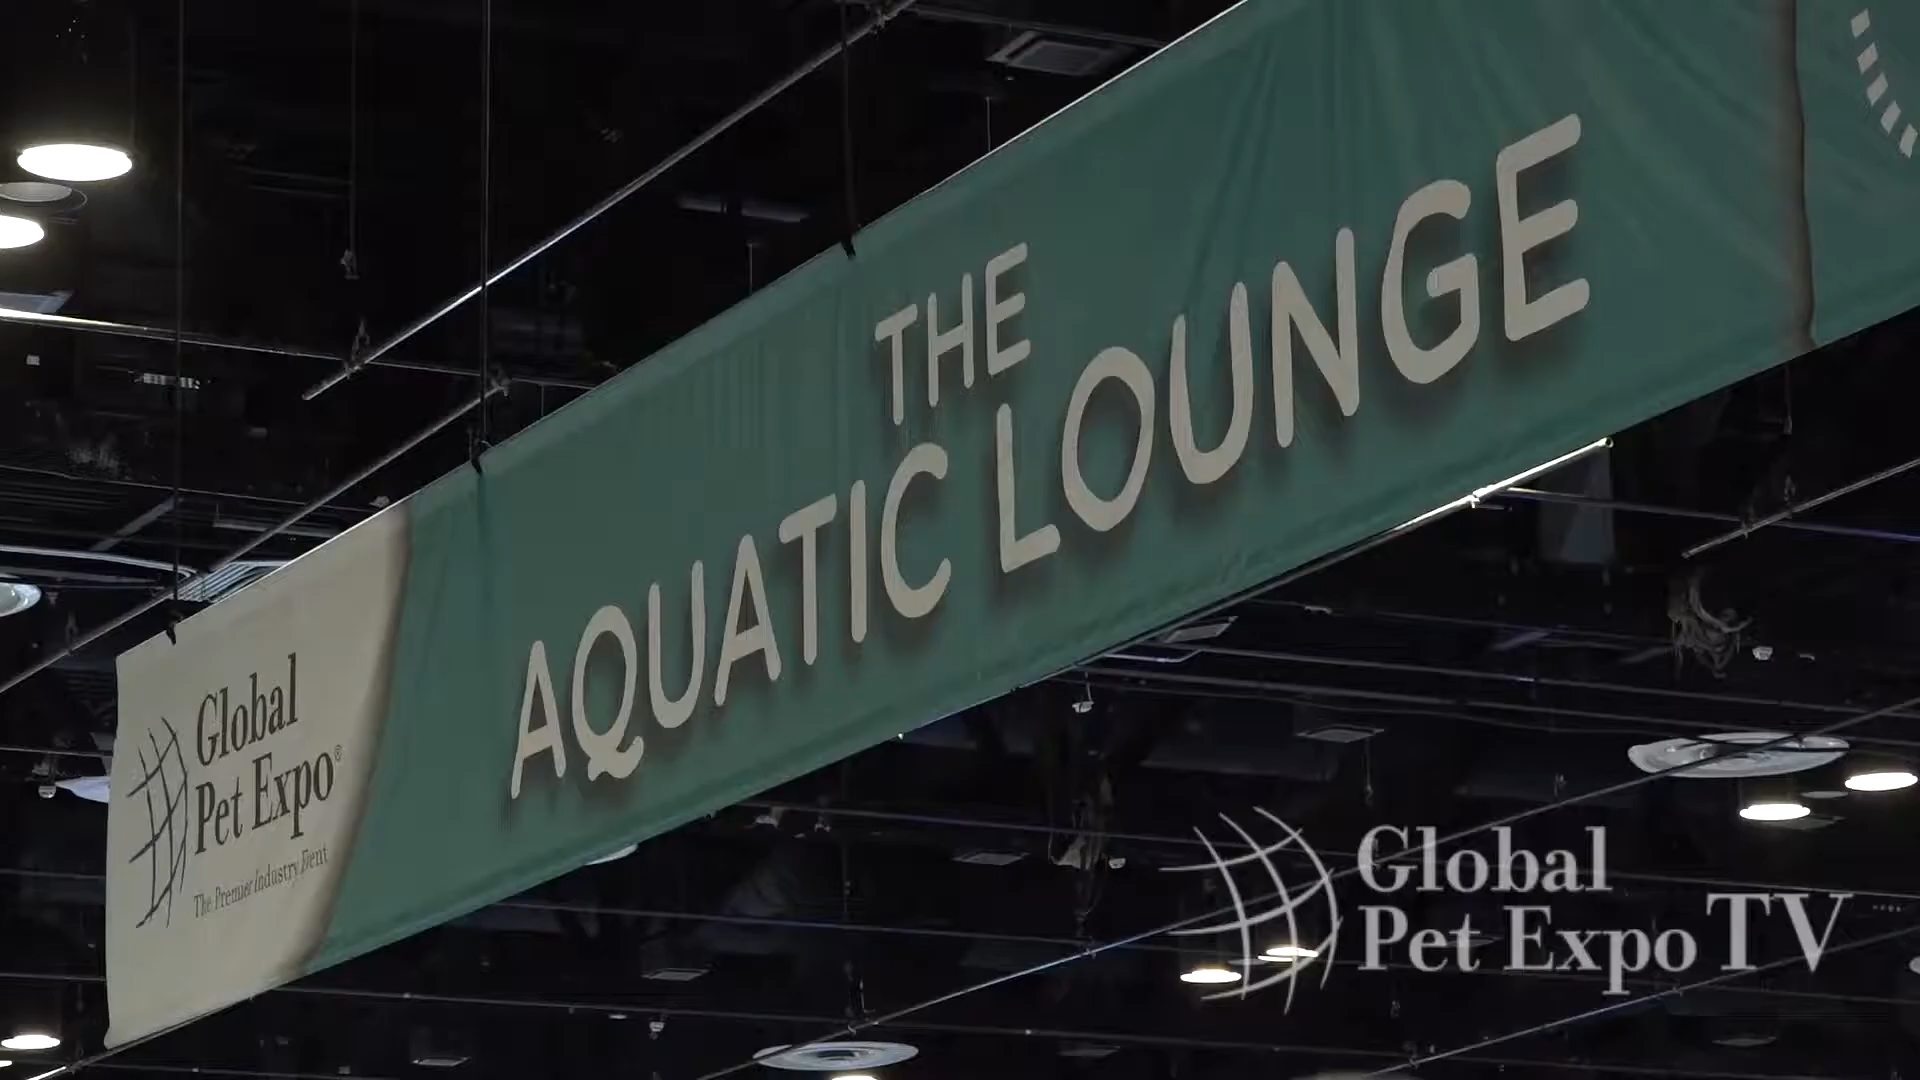 THE
AQUATIC LOUNGE
Global
Pet Expo®
The Premier Industry Event
Global
Pet Expo TV